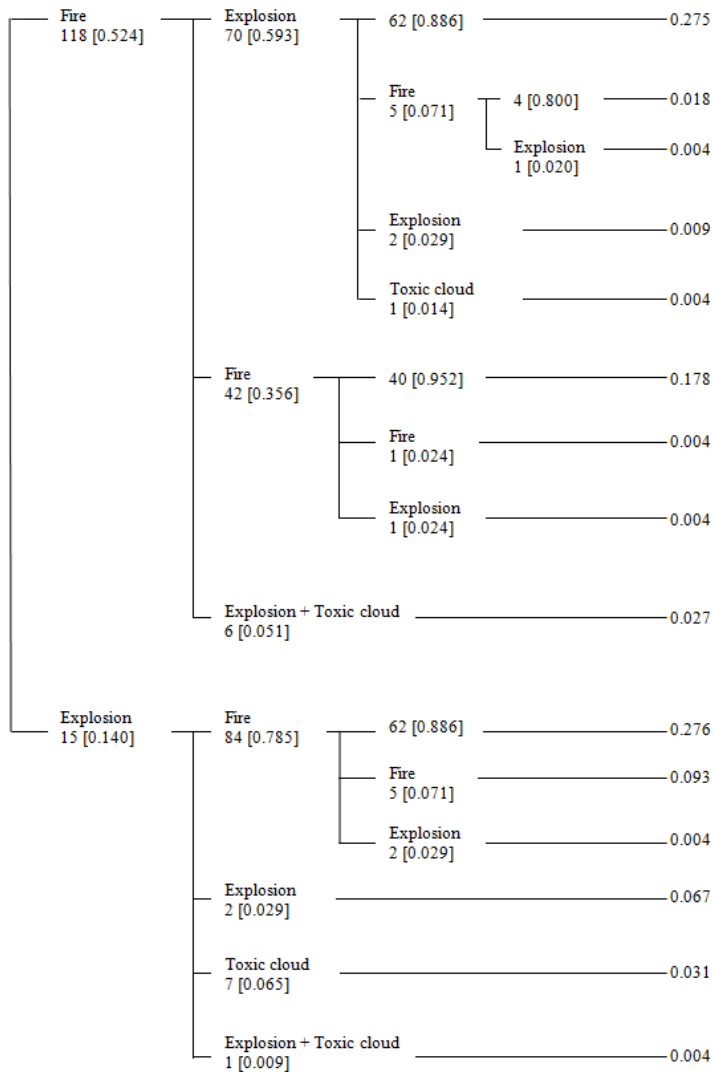 Fire
118 [0.524]
Explosion
70 [0.593]
62 [0.886]
0.275
Fire
5 [0.071]
4 [0.800]
0.018
Explosion
1 [0.020]
0.004
Explosion
2 [0.029]
0.009
Toxic cloud
1 [0.014]
0.004
Fire
42 [0.356]
40 [0.952]
0.178
Fire
1 [0.024]
0.004
Explosion
1 [0.024]
0.004
Explosion + Toxic cloud
6 [0.051]
0.027
Explosion
15 [0.140]
Fire
84 [0.785]
62 [0.886]
0.276
Fire
5 [0.071]
0.093
Explosion
2 [0.029]
0.004
Explosion
2 [0.029]
0.067
Toxic cloud
7 [0.065]
0.031
Explosion + Toxic cloud
1 [0.009]
0.004